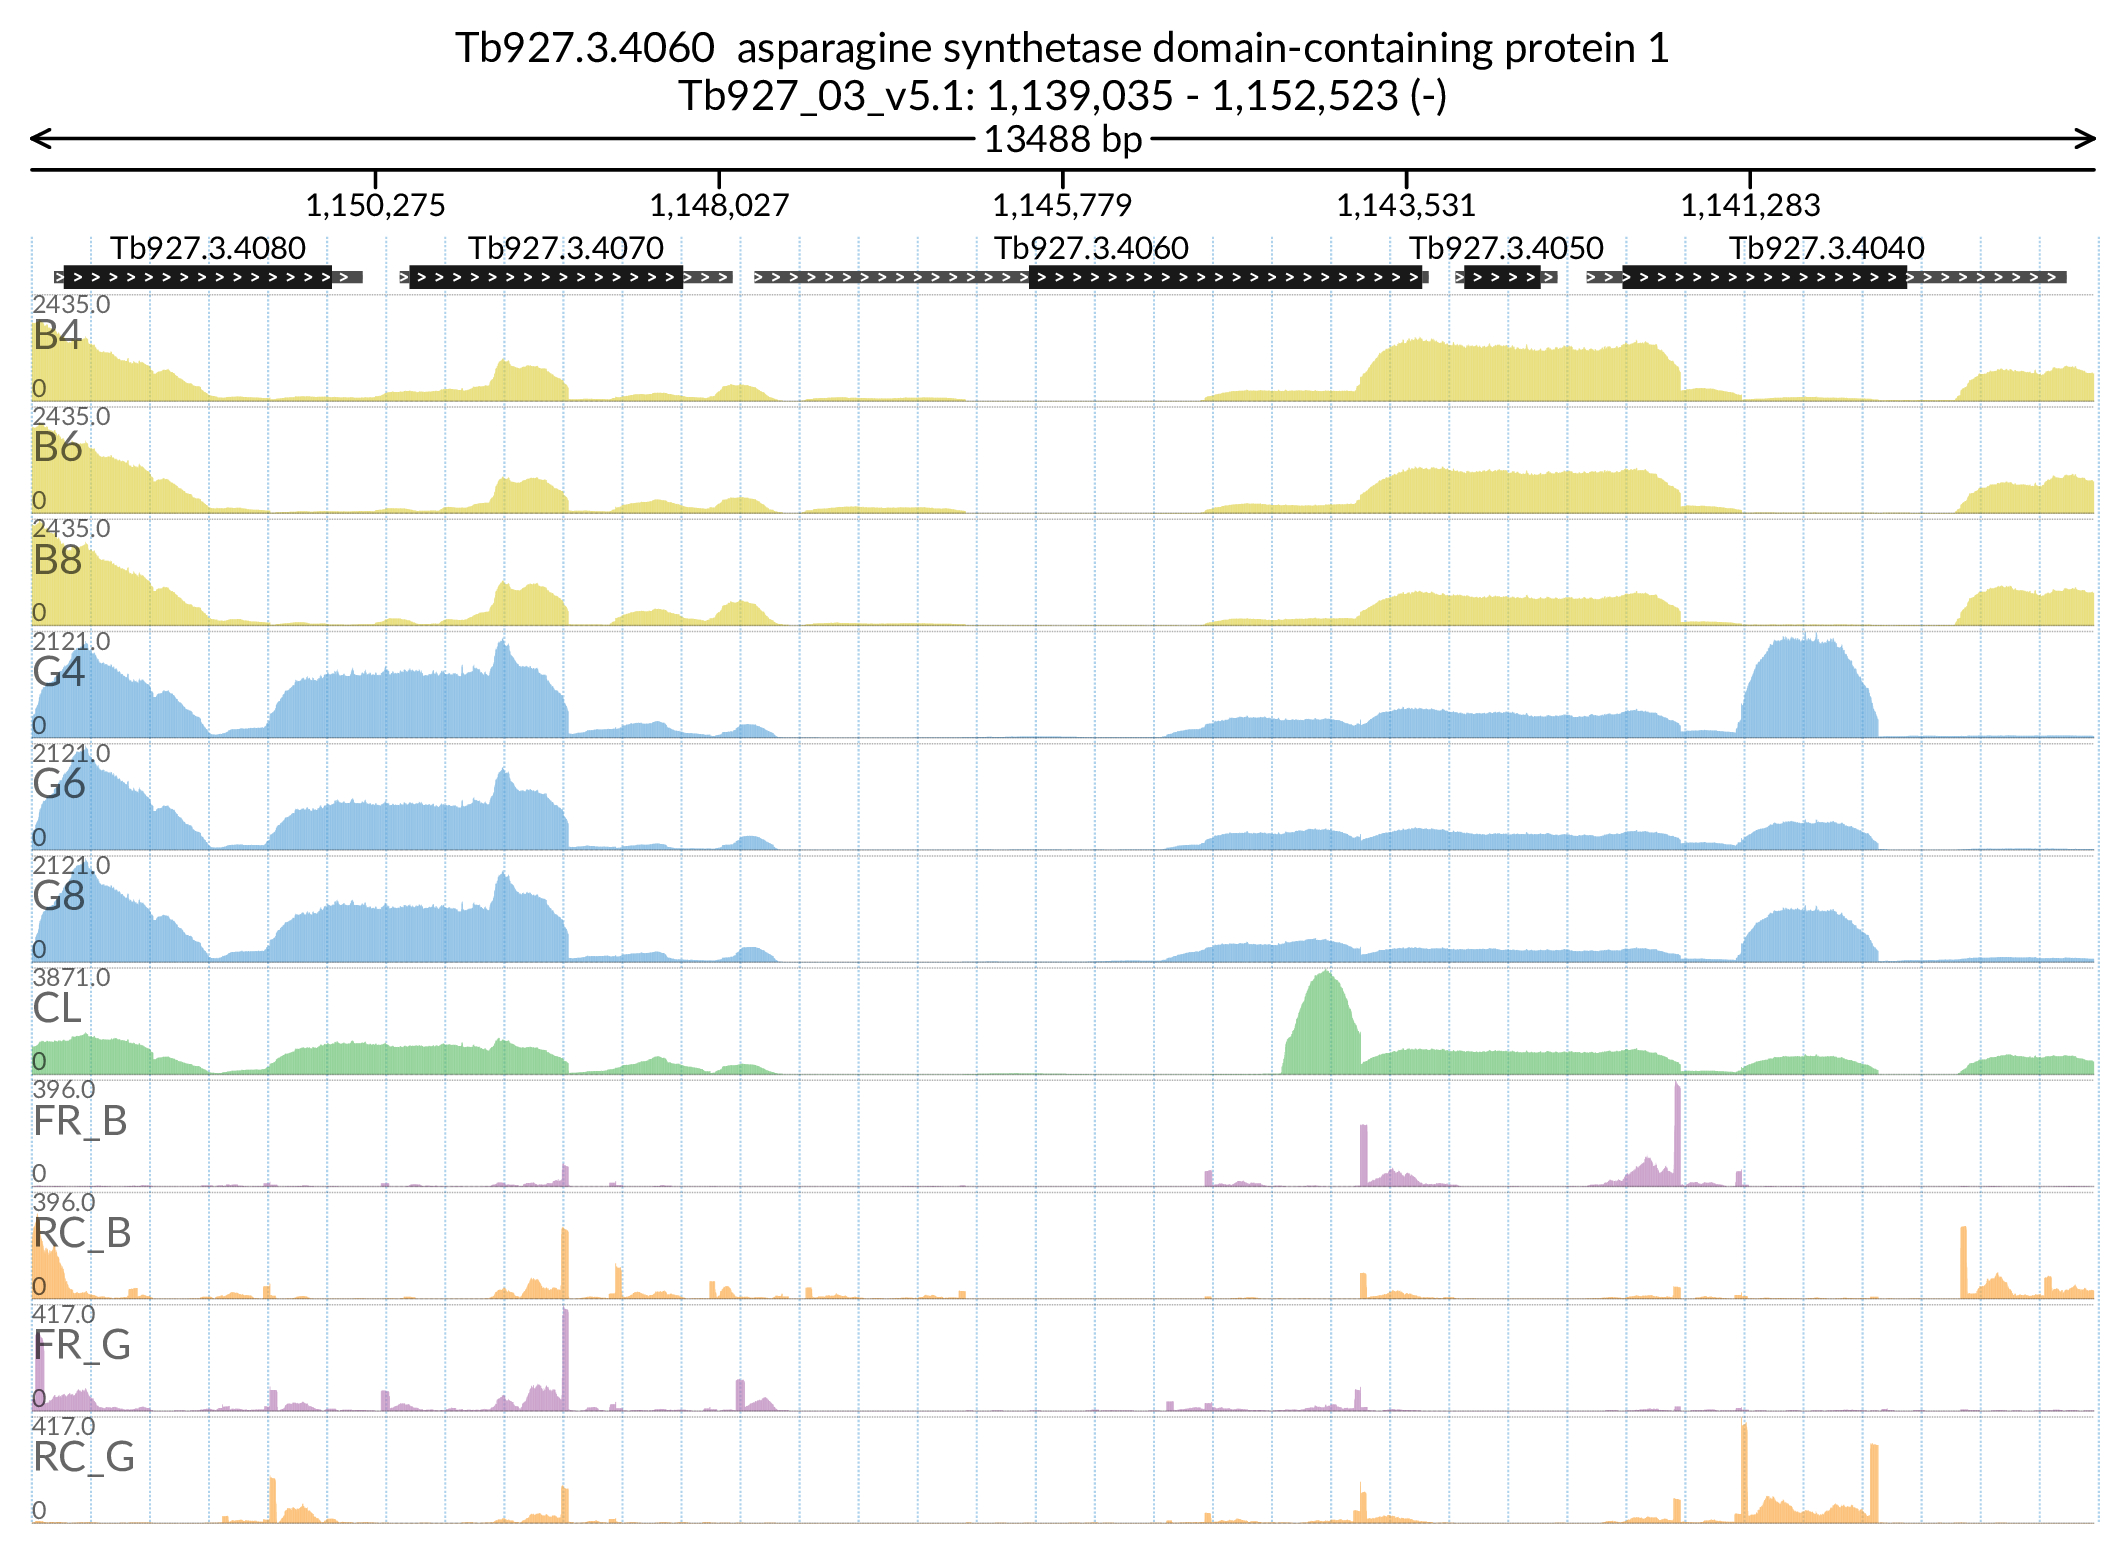 Tb927.3.4060  asparagine synthetase domain-containing protein 1
Tb927_03_v5.1: 1,139,035 - 1,152,523 (-)
13488 bp
1,150,275 1,148,027 1,145,779 1,143,531 1,141,283
Tb927.3.4080 Tb927.3.4070 Tb927.3.4060 Tb927.3.4050 Tb927.3.4040
2435.0
B4
0
2435.0
B6
0
2435.0
B8
0
2121.0
G4
0
2121.0
G6
0
2121.0
G8
0
3871.0
CL
0
396.0
FR_B
0
396.0
RC_B
0
417.0
FR_G
0
417.0
RC_G
0